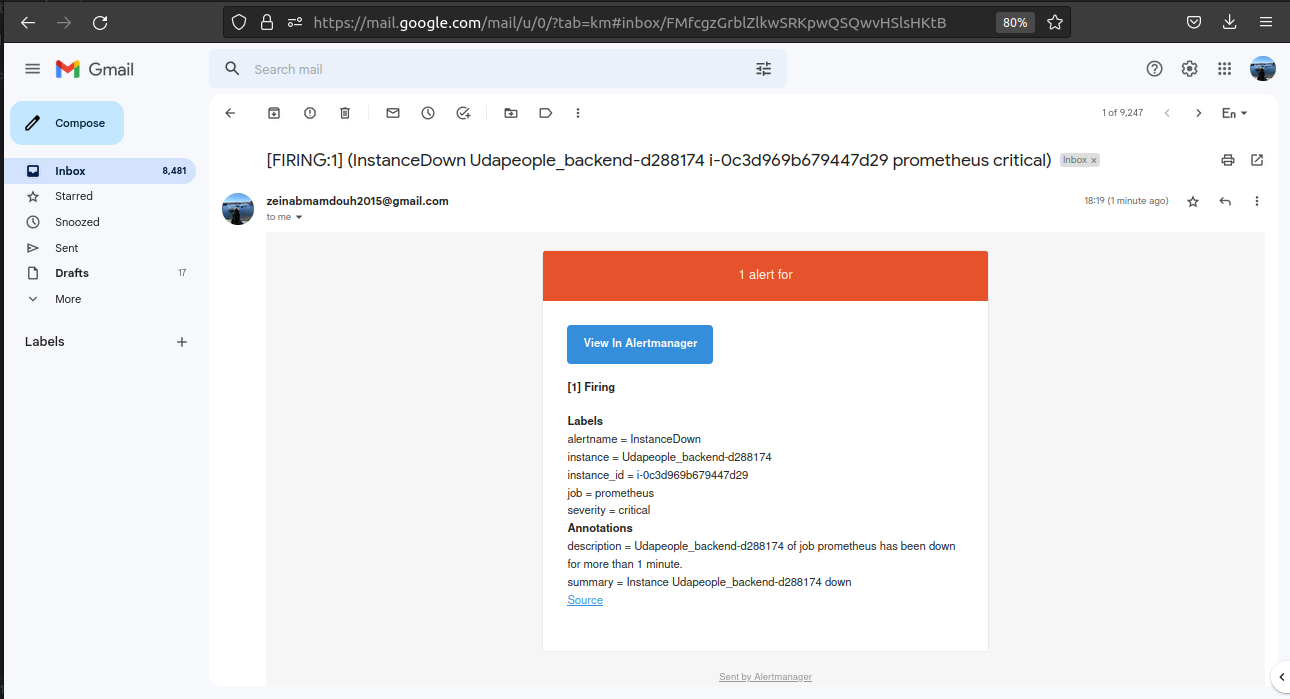 https://mail.google.com/mail/u/0/?tab=km#inbox/FMfcgzGrblZlkwSRKpwQSQwvHSlsHKtB
80%
Gmail
Search mail
Compose
1 of 9,247
En
Inbox 8,481
Starred
Snoozed
Sent
Drafts 17
More
Labels
[FIRING:1] (InstanceDown Udapeople_backend-d288174 i-0c3d969b679447d29 prometheus critical)
Inbox x
zeinabmamdouh2015@gmail.com
18:19 (1 minute ago)
to me
1 alert for
View In Alertmanager
[1] Firing
Labels
alertname = InstanceDown
instance = Udapeople_backend-d288174
instance_id = i-0c3d969b679447d29
job = prometheus
severity = critical
Annotations
description = Udapeople_backend-d288174 of job prometheus has been down
for more than 1 minute.
summary = Instance Udapeople_backend-d288174 down
Source
Sent by Alertmanager